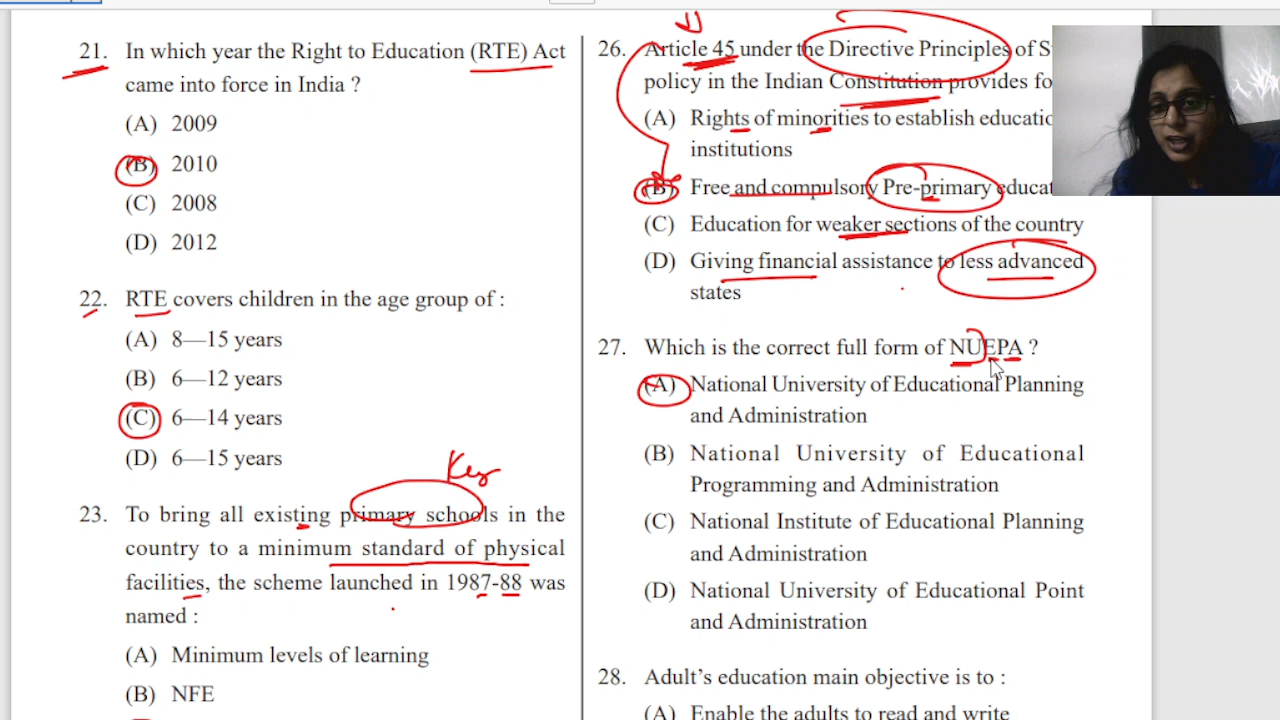 21. In which year the Right to Education (RTE) Act
came into force in India ?
(A) 2009
(B) 2010
(C) 2008
(D) 2012
22. RTE covers children in the age group of :
(A) 8—15 years
(B) 6—12 years
(C) 6—14 years
(D) 6—15 years
Key
23. To bring all existing primary schools in the
country to a minimum standard of physical
facilities, the scheme launched in 1987-88 was
named :
(A) Minimum levels of learning
(B) NFE
26. Article 45 under the Directive Principles of S
policy in the Indian Constitution provides fo
(A) Rights of minorities to establish educatio
institutions
(B) Free and compulsory Pre-primary educat
(C) Education for weaker sections of the country
(D) Giving financial assistance to less advanced
states
27. Which is the correct full form of NUEPA ?
(A) National University of Educational Planning
and Administration
(B) National University of Educational
Programming and Administration
(C) National Institute of Educational Planning
and Administration
(D) National University of Educational Point
and Administration
28. Adult's education main objective is to :
(A) Enable the adults to read and write